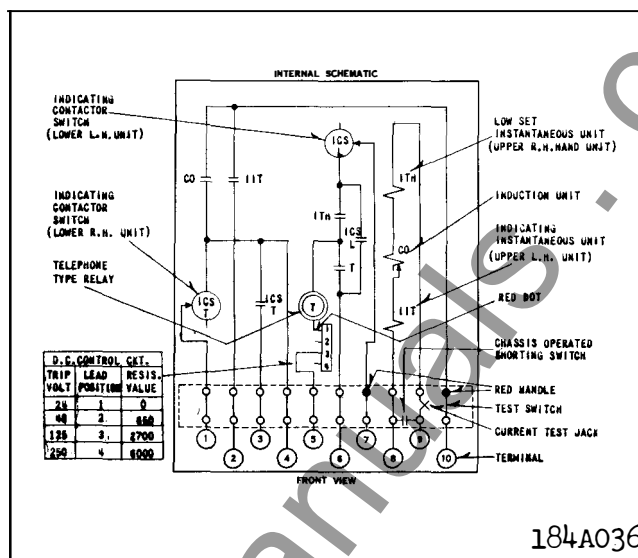 INTERNAL SCHEMATIC
INDICATING
CONTACTOR
SWITCH
(LOWER L.H.UNIT)
INDICATING
CONTACTOR
SWITCH
(LOWER R.H. UNIT)
TELEPHONE
TYPE RELAY
LOW SET
INSTANTANEOUS UNIT
(UPPER R.H.HAND UNIT)
INDUCTION UNIT
INDICATING
INSTANTANEOUS UNIT
(UPPER L.H. UNIT)
RED DOT
CHASSIS OPERATED
SHORTING SWITCH
RED HANDLE
TEST SWITCH
CURRENT TEST JACK
TERMINAL
ICS
CO
IIT
ITH
ITH
ICS
L
T
CO
ICS
T
ICS
T
T
IIT
1
2
3
4
D.C.CONTROL CKT.
TRIP VOLT LEAD POSITION RESIS. VALUE
24 1 0
48 2 650
125 3 2700
250 4 6000
1 2 3 4 5 6 7 8 9 10
FRONT VIEW
184A036